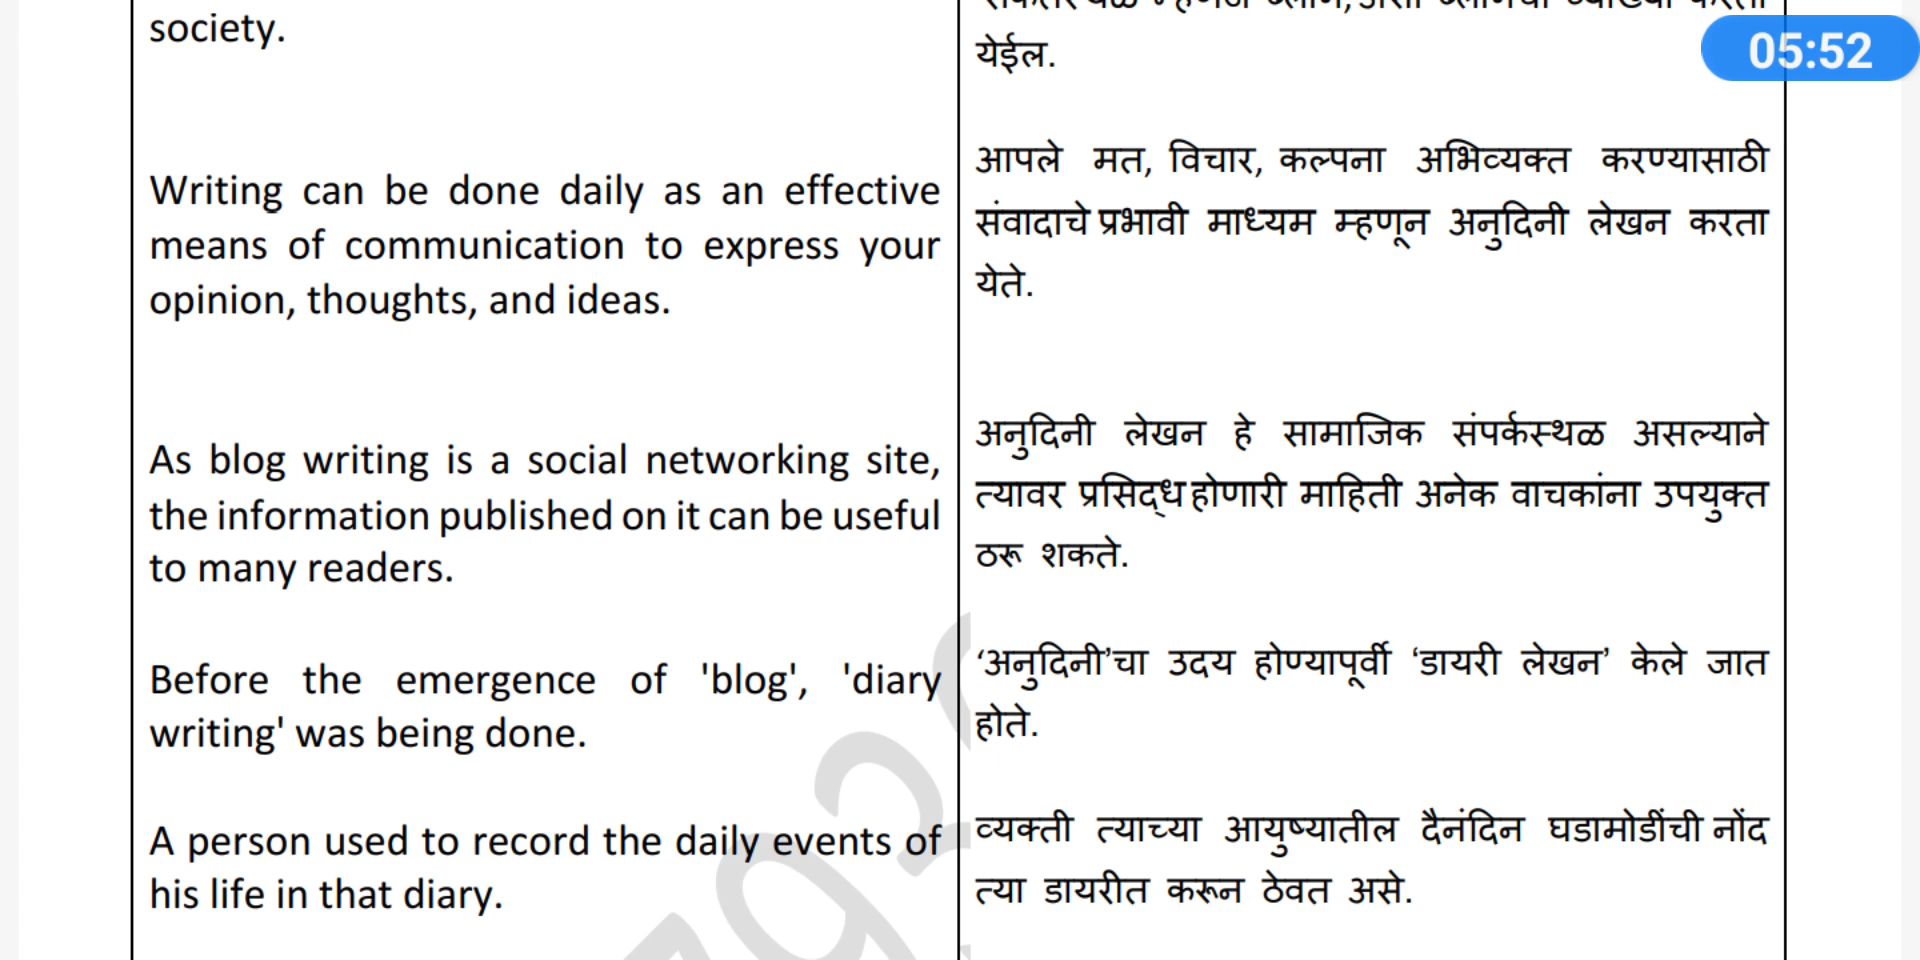 society.
Writing can be done daily as an effective
means of communication to express your
opinion, thoughts, and ideas.
As blog writing is a social networking site,
the information published on it can be useful
to many readers.
Before the emergence of 'blog', 'diary
writing' was being done.
A person used to record the daily events of
his life in that diary.
येईल.
आपले मत, विचार, कल्पना अभिव्यक्त करण्यासाठी
संवादाचे प्रभावी माध्यम म्हणून अनुदिनी लेखन करता
येते.
अनुदिनी लेखन हे सामाजिक संपर्कस्थळ असल्याने
त्यावर प्रसिद्ध होणारी माहिती अनेक वाचकांना उपयुक्त
ठरू शकते.
‘अनुदिनी’चा उदय होण्यापूर्वी ‘डायरी लेखन’ केले जात
होते.
व्यक्ती त्याच्या आयुष्यातील दैनंदिन घडामोडींची नोंद
त्या डायरीत करून ठेवत असे.
05:52